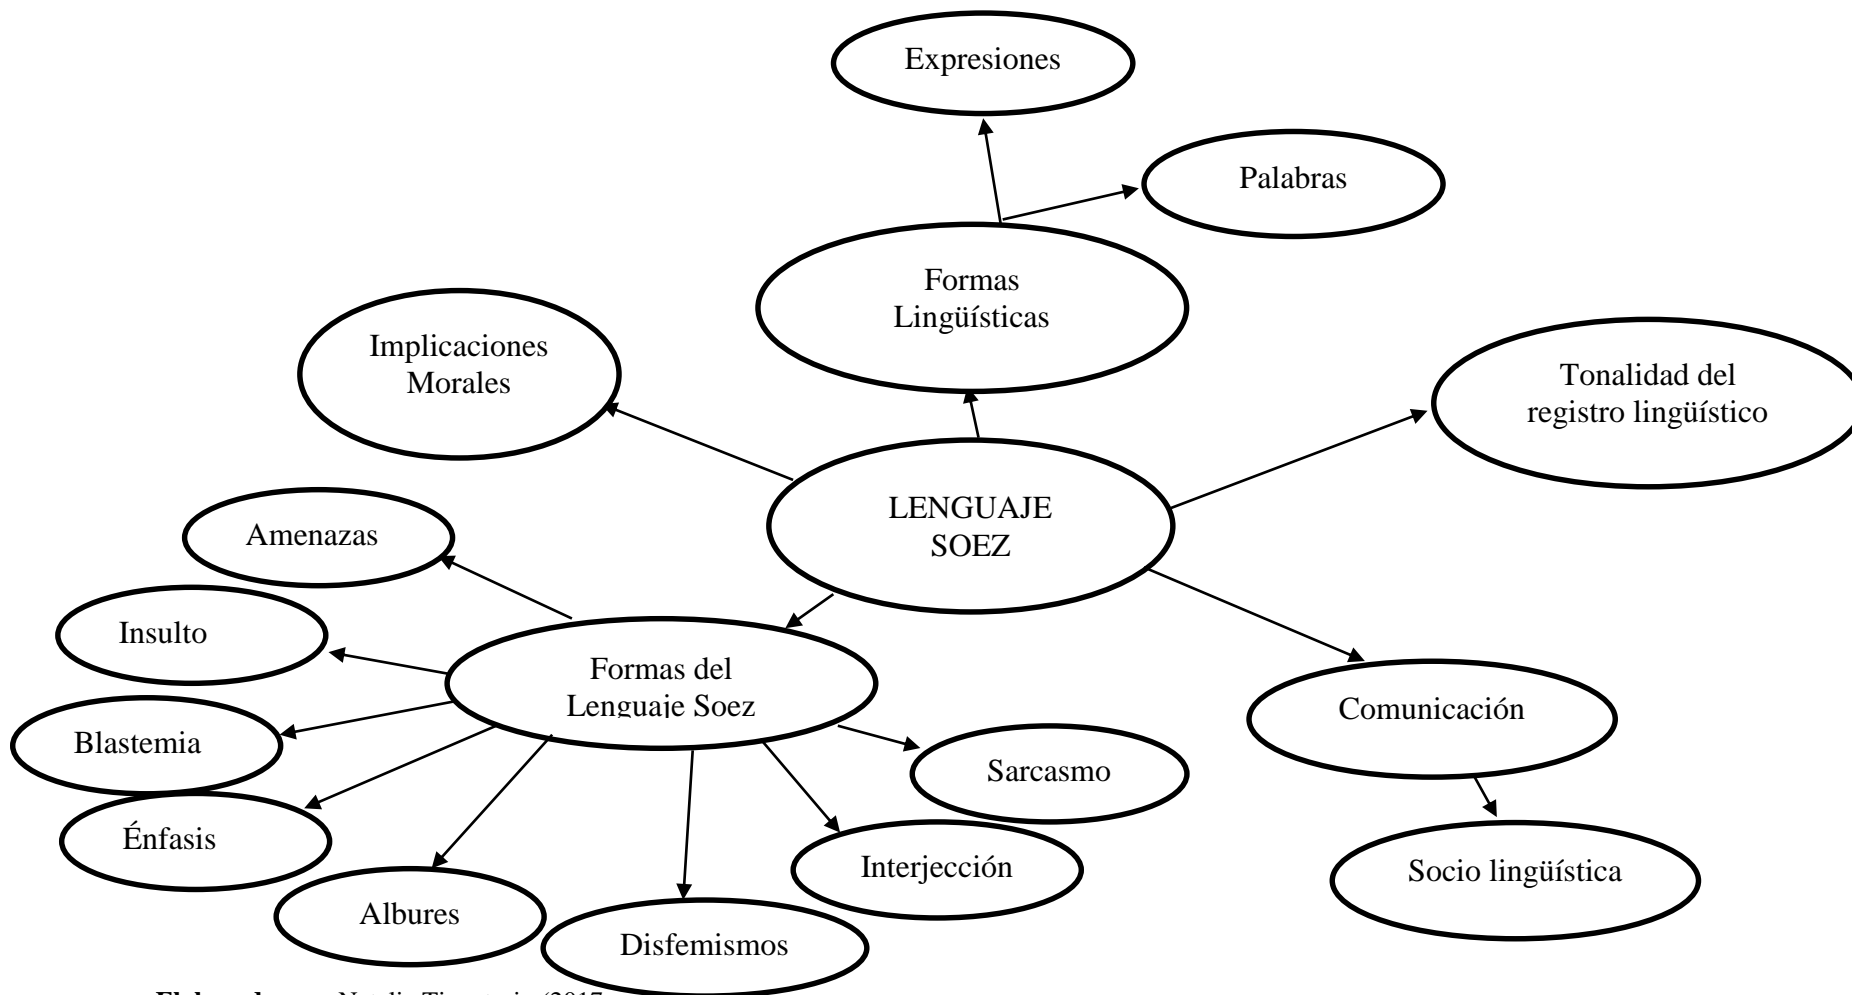 Expresiones
Palabras
Formas
Lingüísticas
Implicaciones
Morales
Tonalidad del
registro lingüístico
LENGUAJE
SOEZ
Amenazas
Insulto
Formas del
Lenguaje Soez
Comunicación
Blastemia
Sarcasmo
Énfasis
Interjección
Socio lingüística
Albures
Disfemismos